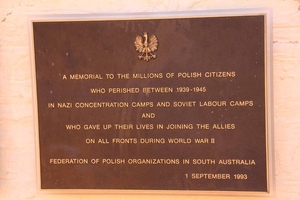 A MEMORIAL TO THE MILLIONS OF POLISH CITIZENS
WHO PERISHED BETWEEN 1939-1945
IN NAZI CONCENTRATION CAMPS AND SOVIET LABOUR CAMPS
AND
WHO GAVE UP THEIR LIVES IN JOINING THE ALLIES
ON ALL FRONTS DURING WORLD WAR II
FEDERATION OF POLISH ORGANIZATIONS IN SOUTH AUSTRALIA
1 SEPTEMBER 1993